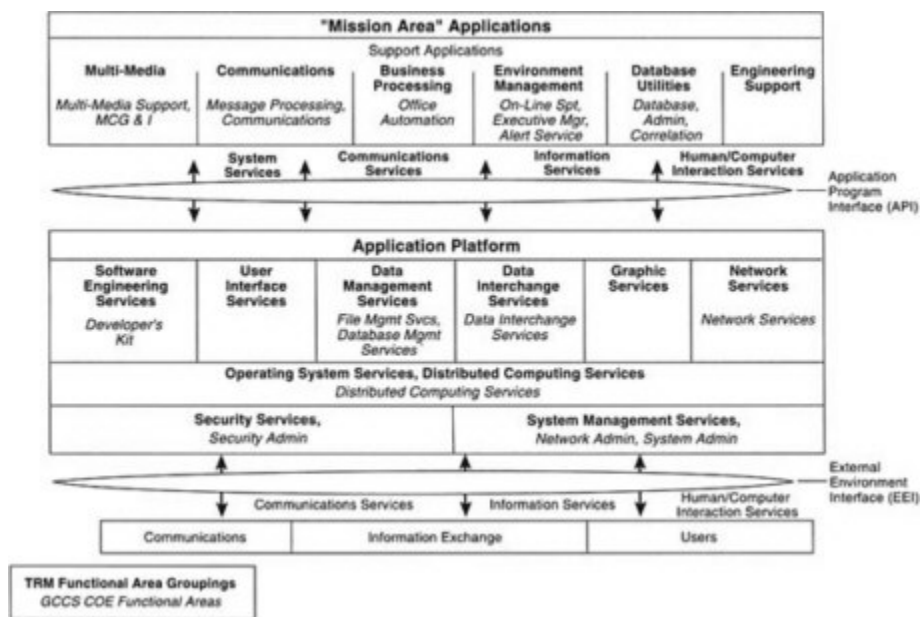 "Mission Area" Applications
Support Applications
Multi-Media
Multi-Media Support,
MCG & I
Communications
Message Processing,
Communications
Business
Processing
Office
Automation
Environment
Management
On-Line Spt,
Executive Mgr,
Alert Service
Database
Utilities
Database,
Admin,
Correlation
Engineering
Support
System
Services
Communications
Services
Information
Services
Human/Computer
Interaction Services
Application
Program
Interface (API)
Application Platform
Software
Engineering
Services
Developer's
Kit
User
Interface
Services
Data
Management
Services
File Mgmt Svcs,
Database Mgmt
Services
Data
Interchange
Services
Data Interchange
Services
Graphic
Services
Network
Services
Network Services
Operating System Services, Distributed Computing Services
Distributed Computing Services
Security Services,
Security Admin
System Management Services,
Network Admin, System Admin
External
Environment
Interface (EEI)
Communications Services
Information Services
Human/Computer
Interaction Services
Communications
Information Exchange
Users
TRM Functional Area Groupings
GCCS COE Functional Areas